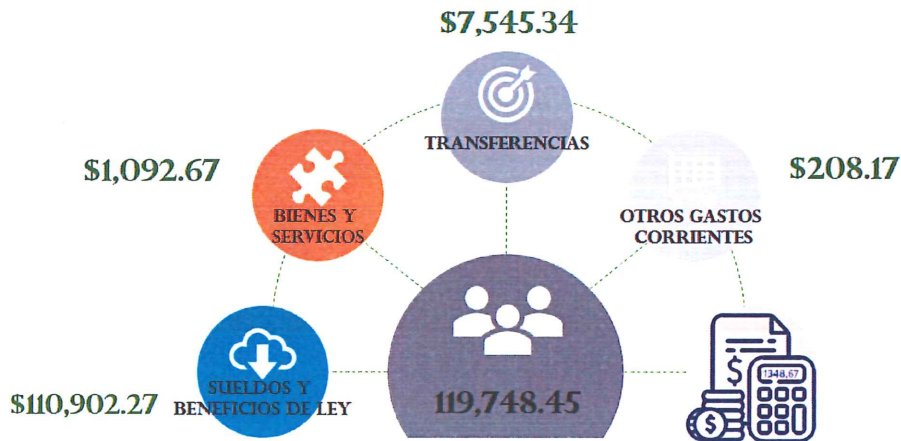 $7,545.34
TRANSFERENCIAS
$1,092.67
BIENES Y
SERVICIOS
$208.17
OTROS GASTOS
CORRIENTES
$110,902.27
SUELDOS Y
BENEFICIOS DE LEY
119,748.45
$
1348,67
$